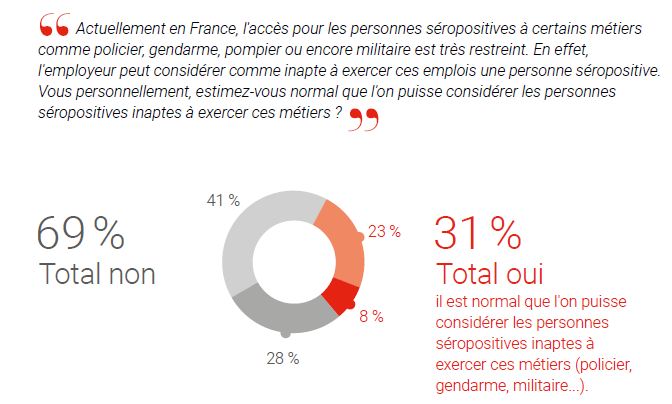 “ Actuellement en France, l'accès pour les personnes séropositives à certains métiers
comme policier, gendarme, pompier ou encore militaire est très restreint. En effet,
l'employeur peut considérer comme inapte à exercer ces emplois une personne séropositive.
Vous personnellement, estimez-vous normal que l'on puisse considérer les personnes
séropositives inaptes à exercer ces métiers ? ”
41 %
69 %
Total non
23 %
8 %
28 %
31 %
Total oui
il est normal que l'on puisse
considérer les personnes
séropositives inaptes à
exercer ces métiers (policier,
gendarme, militaire...).